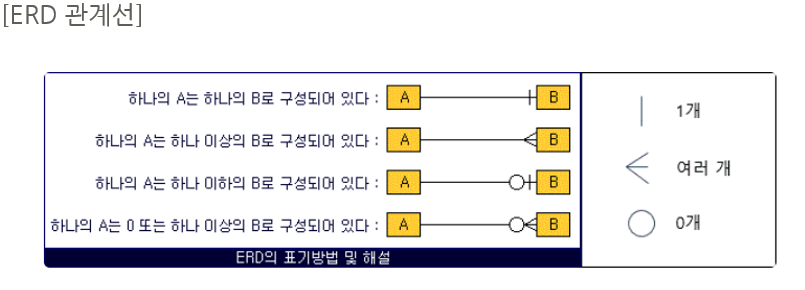 [ERD 관계선]
하나의 A는 하나의 B로 구성되어 있다 : A B
하나의 A는 하나 이상의 B로 구성되어 있다 : A B
하나의 A는 하나 이하의 B로 구성되어 있다 : A B
하나의 A는 0 또는 하나 이상의 B로 구성되어 있다 : A B
ERD의 표기방법 및 해설
1개
여러 개
0개